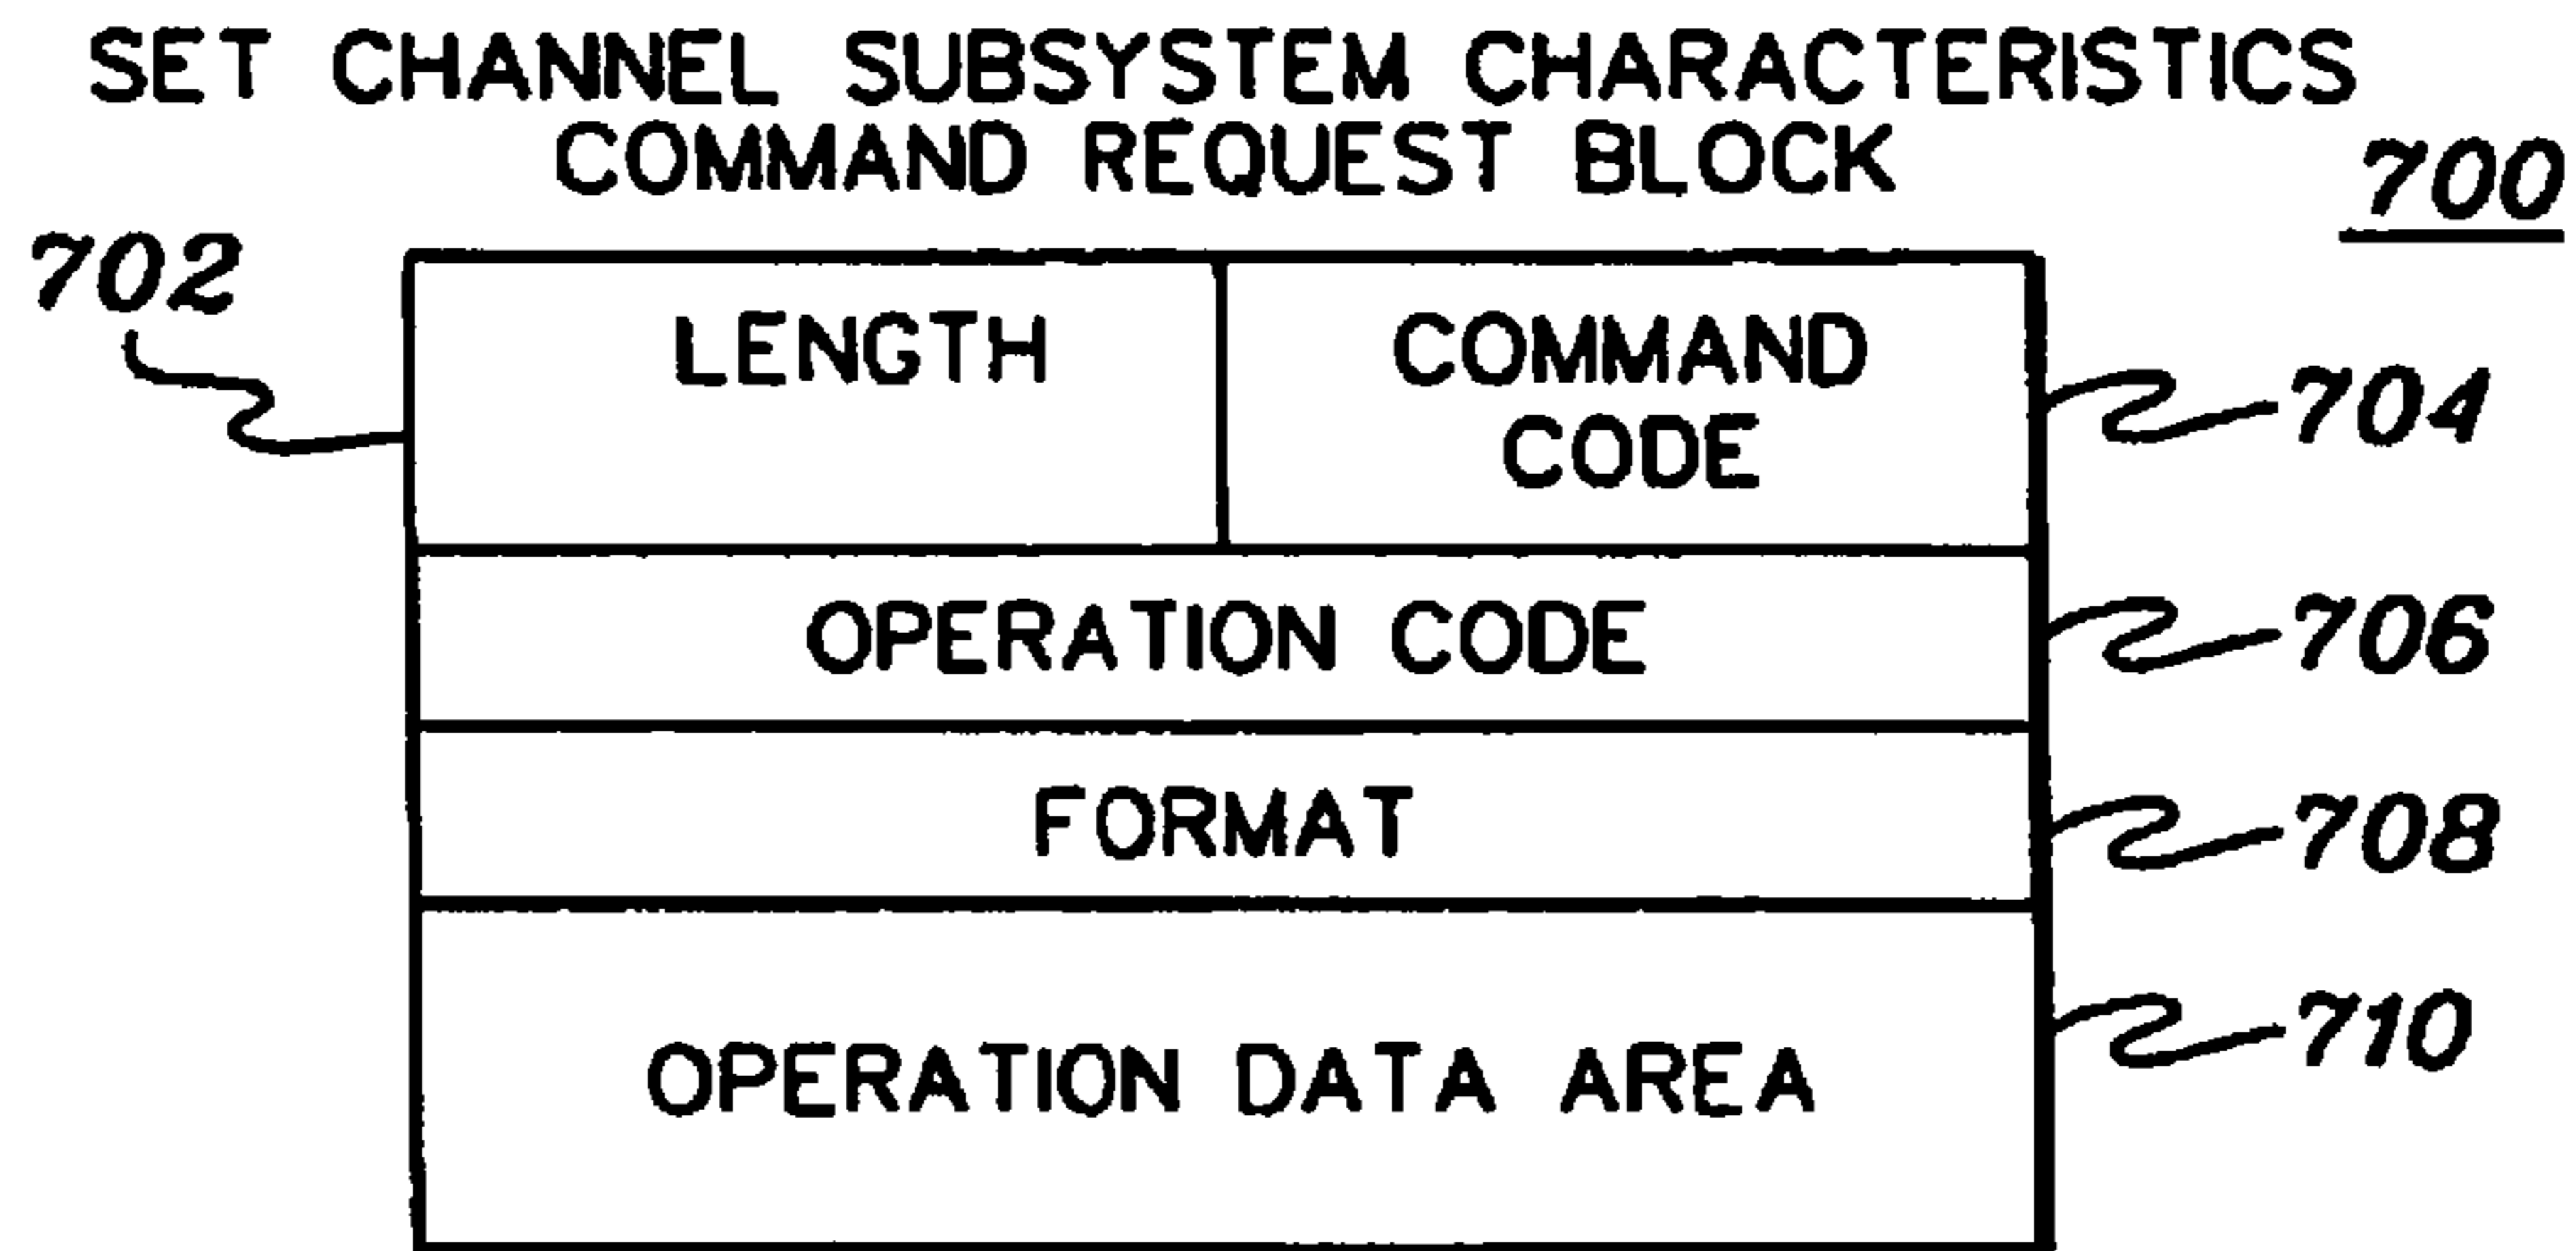 SET CHANNEL SUBSYSTEM CHARACTERISTICS
COMMAND REQUEST BLOCK
700
702
LENGTH
COMMAND
CODE
704
OPERATION CODE
706
FORMAT
708
OPERATION DATA AREA
710